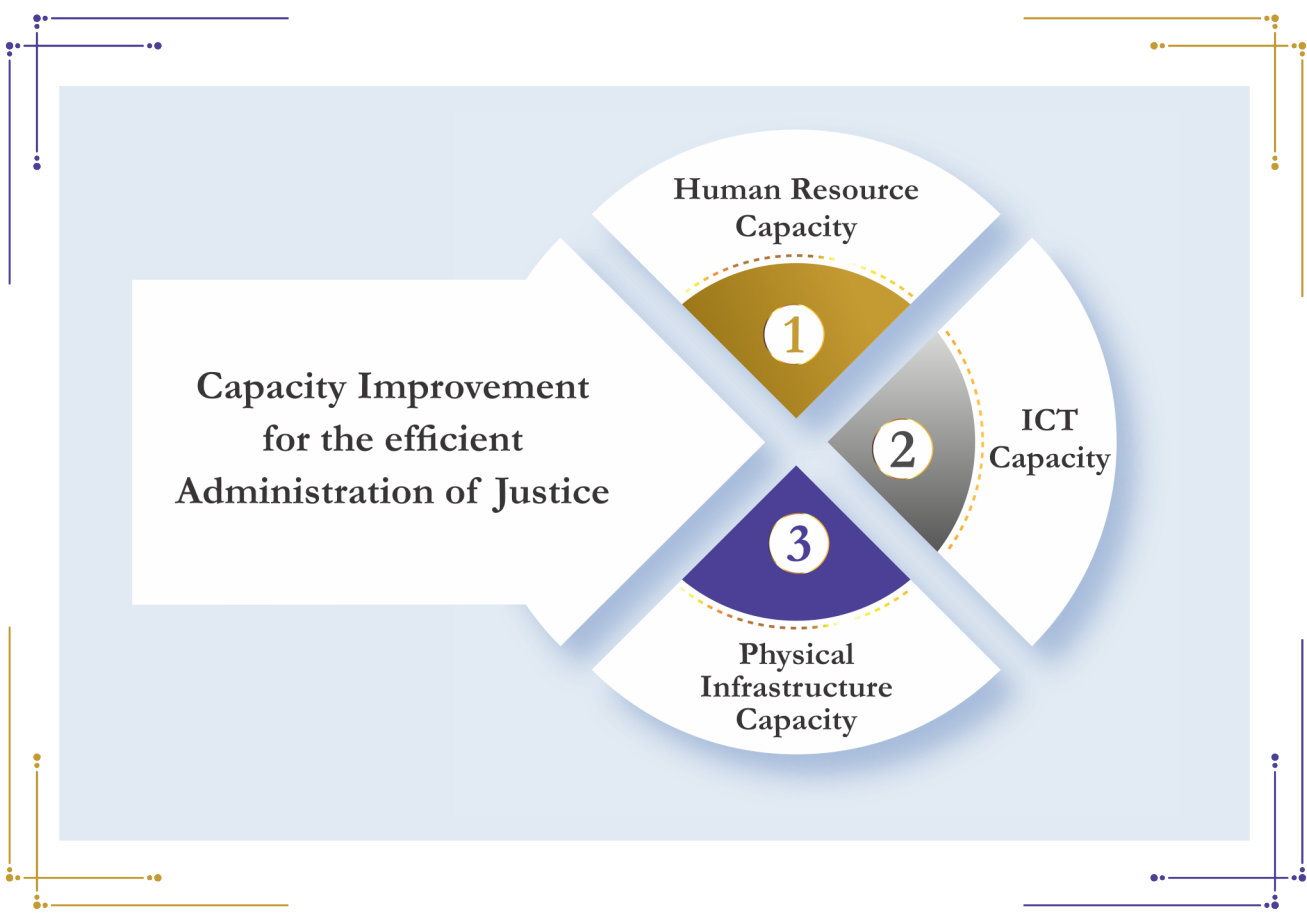 Human Resource
Capacity
1
Capacity Improvement
for the efficient
Administration of Justice
2
ICT
Capacity
3
Physical
Infrastructure
Capacity